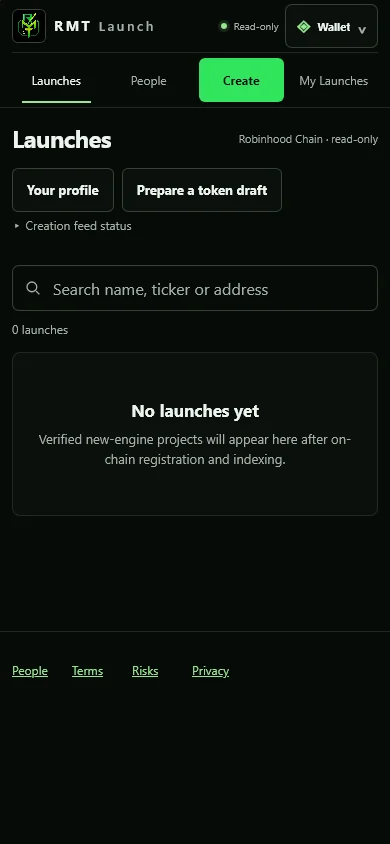 RMT Launch
Read-only
Wallet
Launches
People
Create
My Launches
Launches
Robinhood Chain · read-only
Your profile
Prepare a token draft
Creation feed status
Search name, ticker or address
0 launches
No launches yet
Verified new-engine projects will appear here after on-
chain registration and indexing.
People
Terms
Risks
Privacy